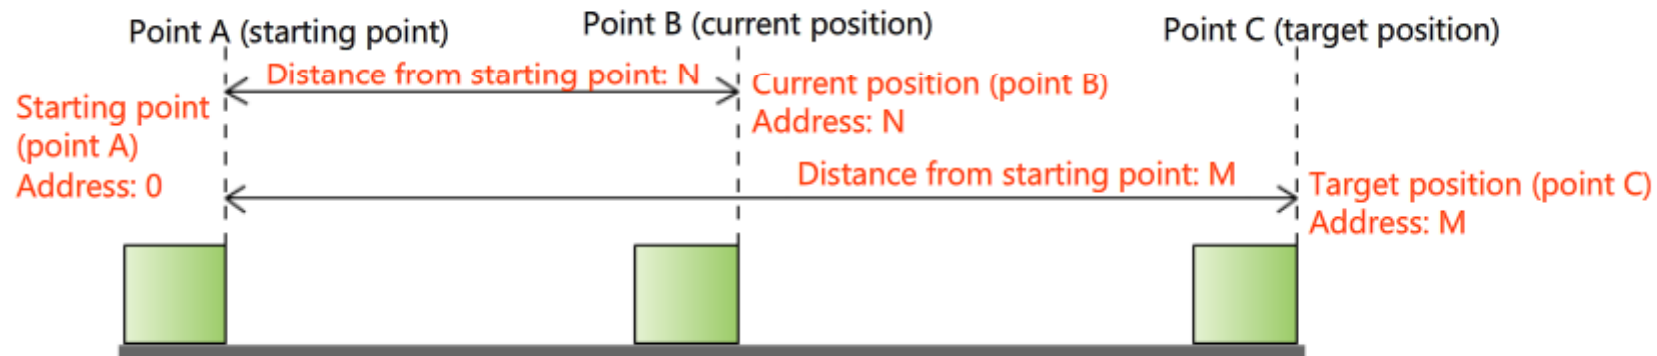 Point A (starting point)
Point B (current position)
Point C (target position)
Distance from starting point: N
Current position (point B)
Address: N
Starting point
(point A)
Address: 0
Distance from starting point: M
Target position (point C)
Address: M